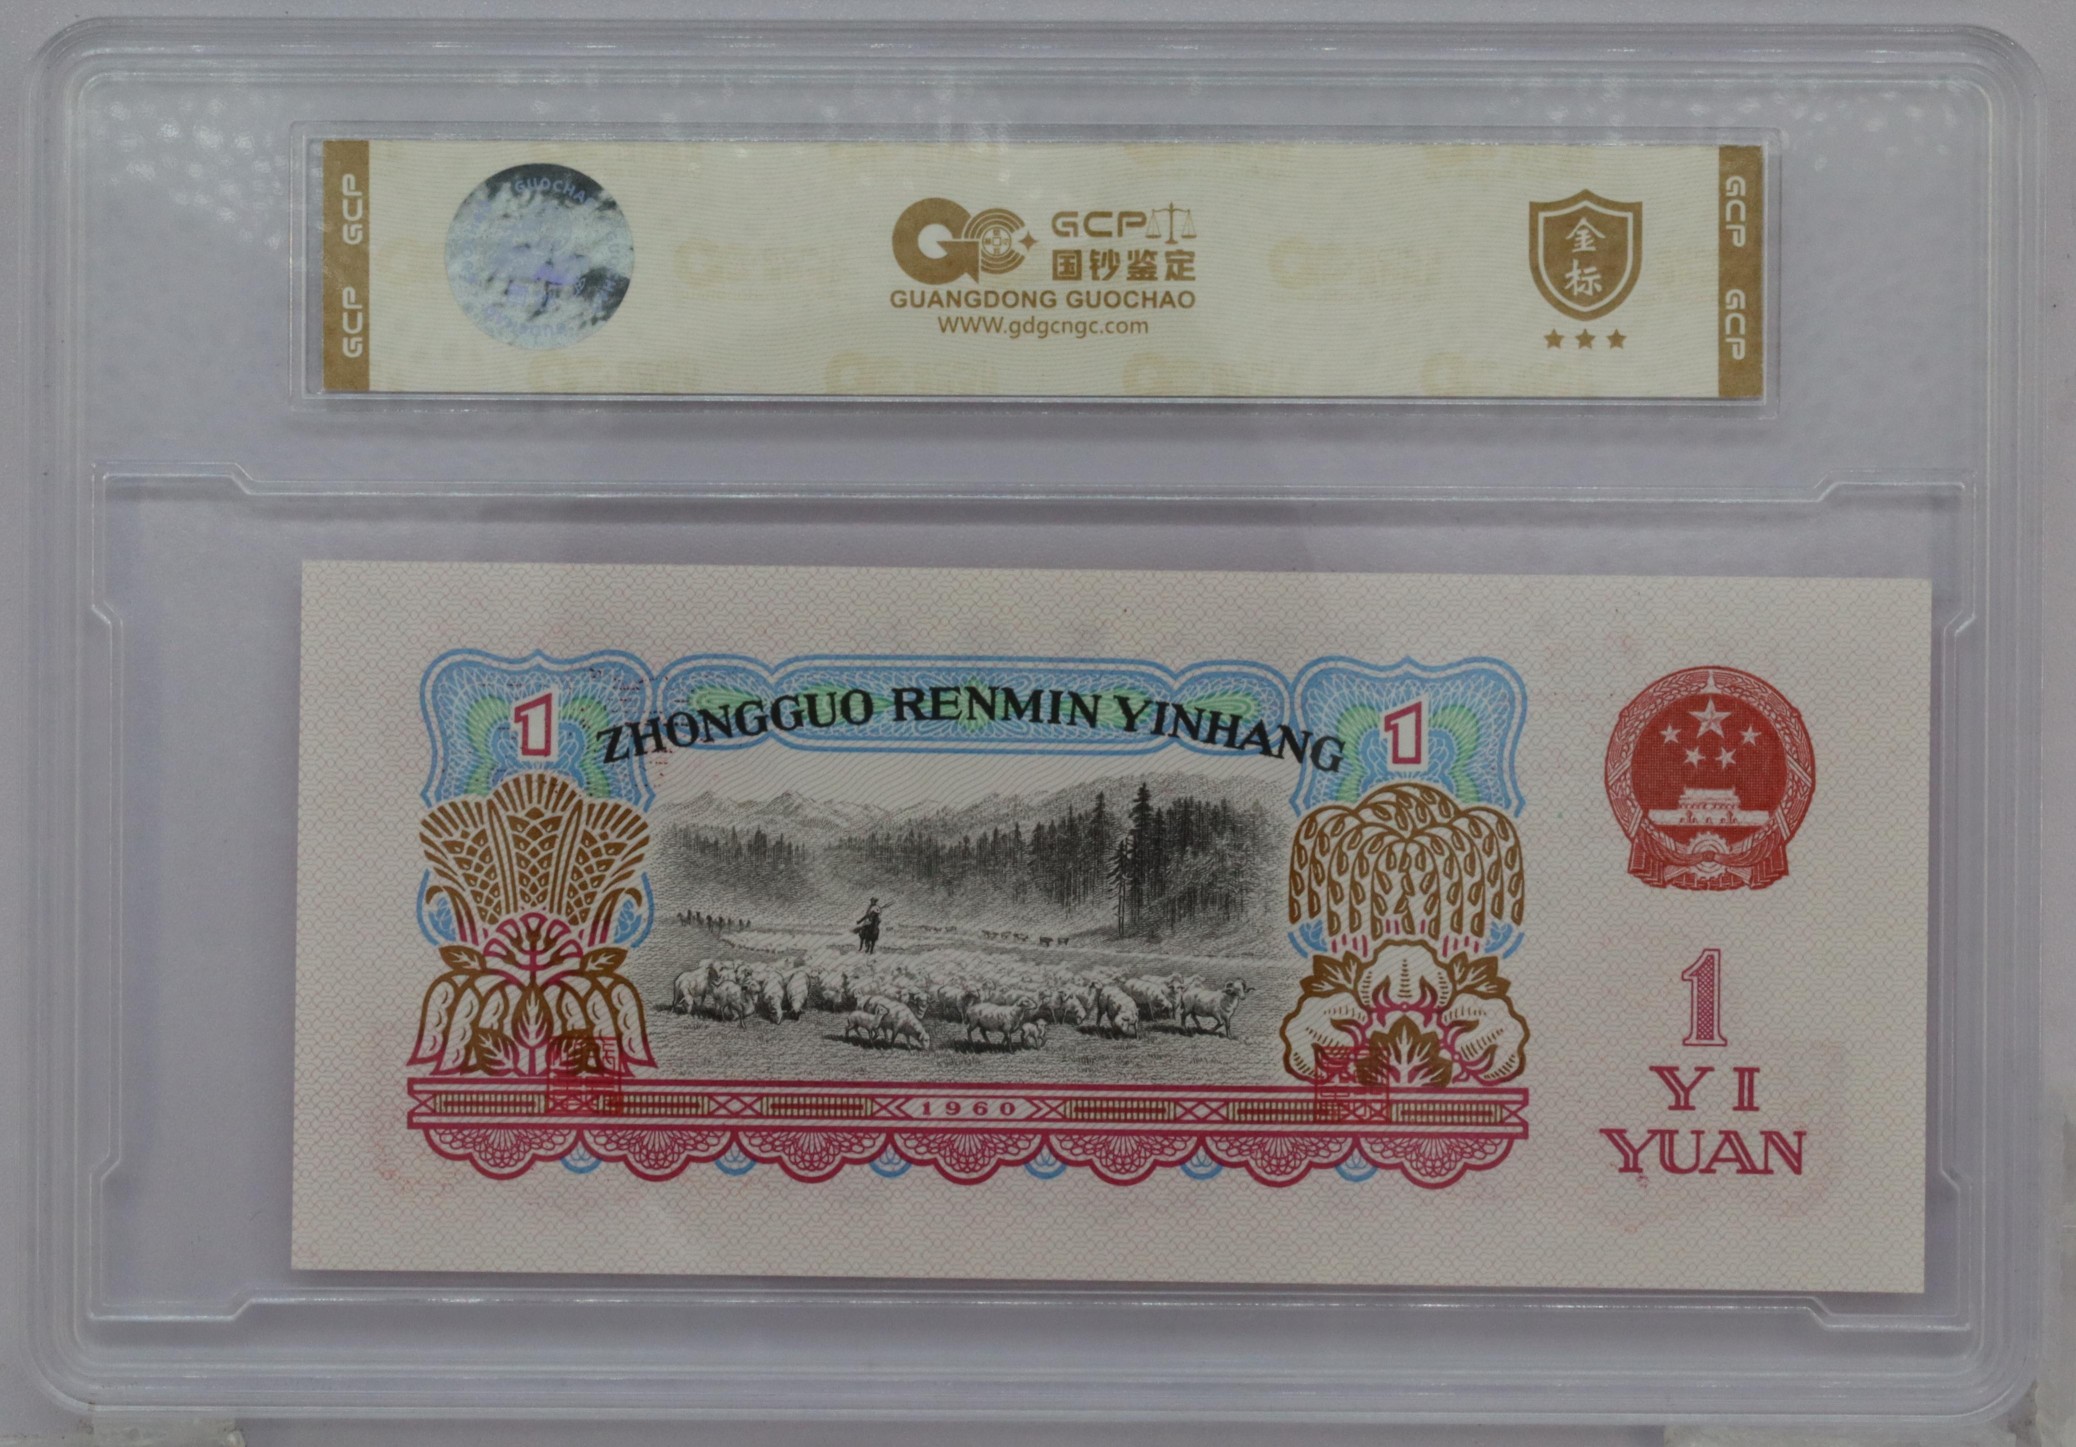 GCP GCP
GUOCHA
GCP
国钞鉴定
GUANGDONG GUOCHAO
WWW.gdgcngc.com
金标
GCP GCP
ZHONGGUO RENMIN YINHANG
1
1
1960
1
YI
YUAN